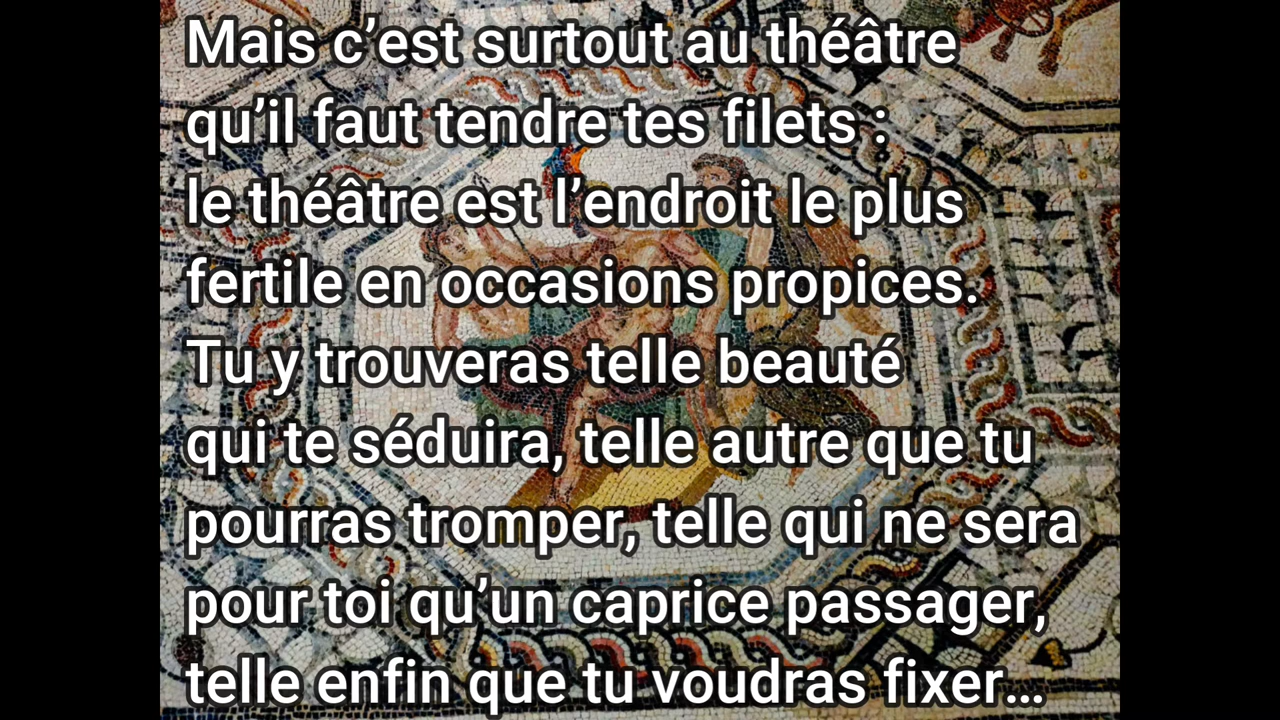 Mais c’est surtout au théâtre
qu’il faut tendre tes filets :
le théâtre est l’endroit le plus
fertile en occasions propices.
Tu y trouveras telle beauté
qui te séduira, telle autre que tu
pourras tromper, telle qui ne sera
pour toi qu’un caprice passager,
telle enfin que tu voudras fixer…